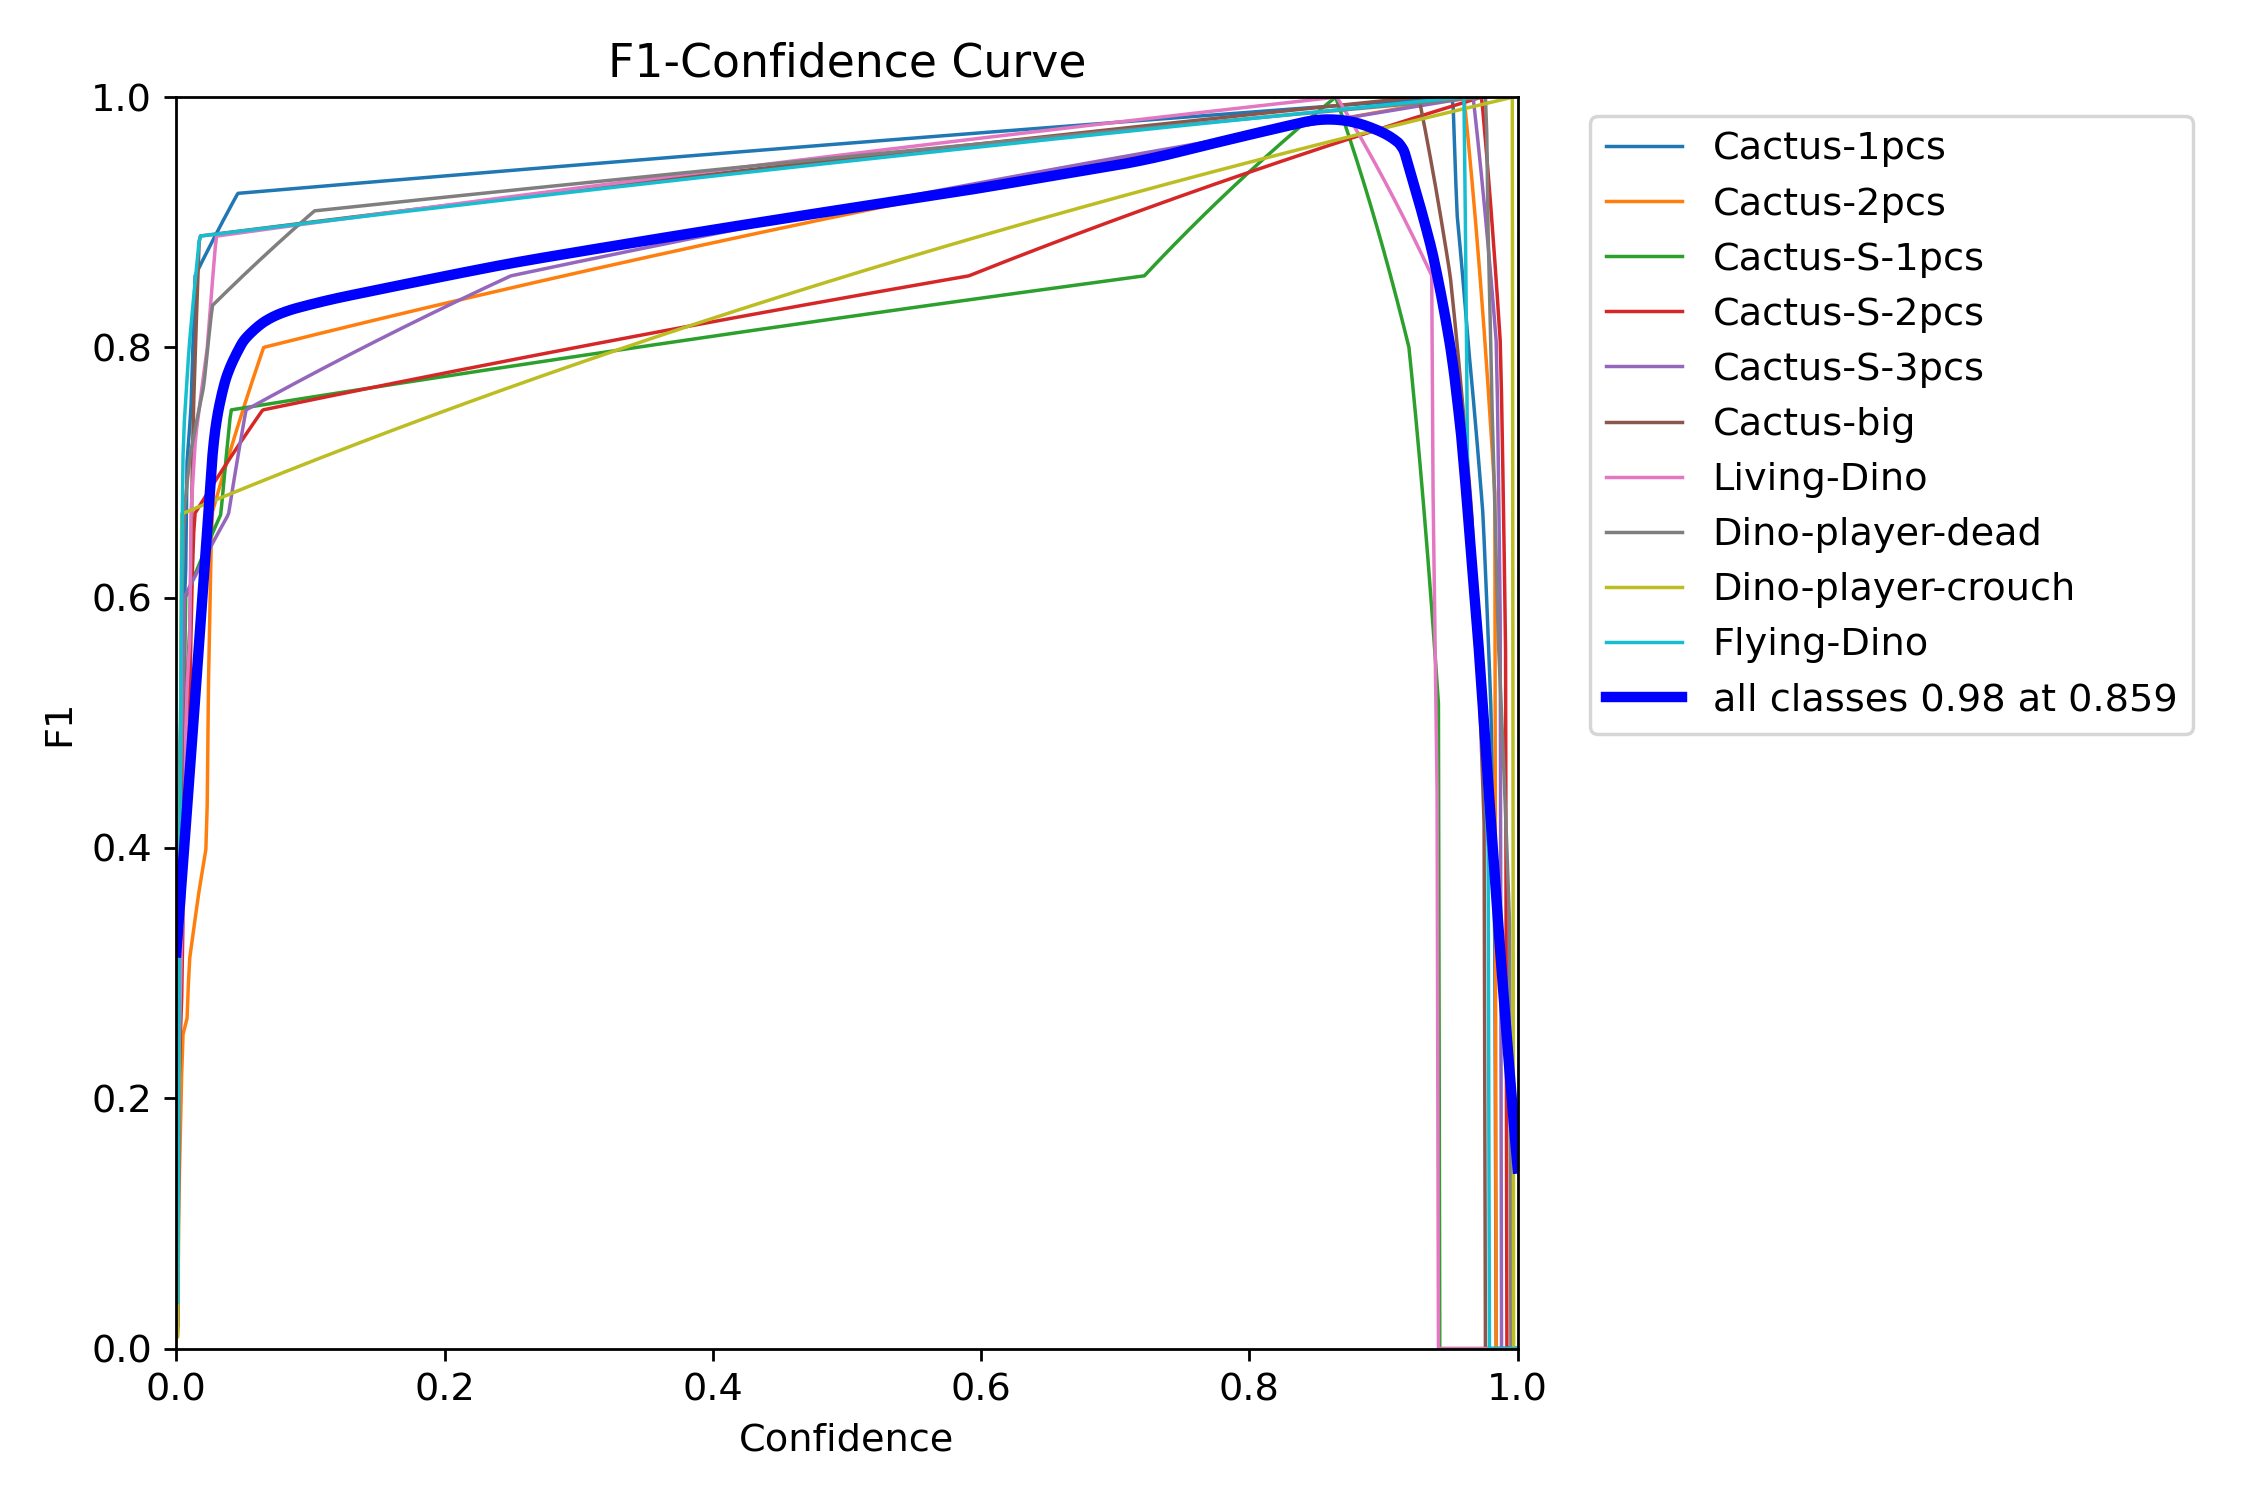 F1-Confidence Curve
1.0
0.8
0.6
0.4
0.2
0.0
F1
0.0 0.2 0.4 0.6 0.8 1.0
Confidence
Cactus-1pcs
Cactus-2pcs
Cactus-S-1pcs
Cactus-S-2pcs
Cactus-S-3pcs
Cactus-big
Living-Dino
Dino-player-dead
Dino-player-crouch
Flying-Dino
all classes 0.98 at 0.859